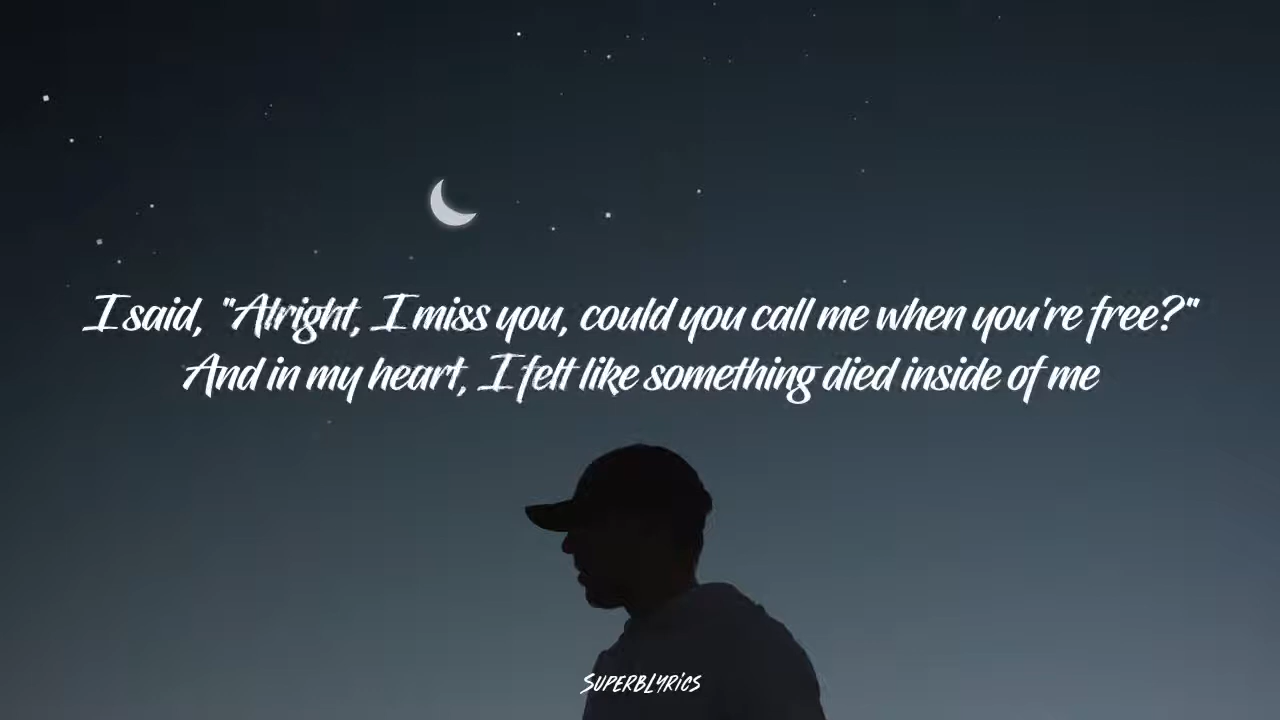 I said, "Alright, I miss you, could you call me when you're free?"
And in my heart, I felt like something died inside of me
SUPERBLYRICS